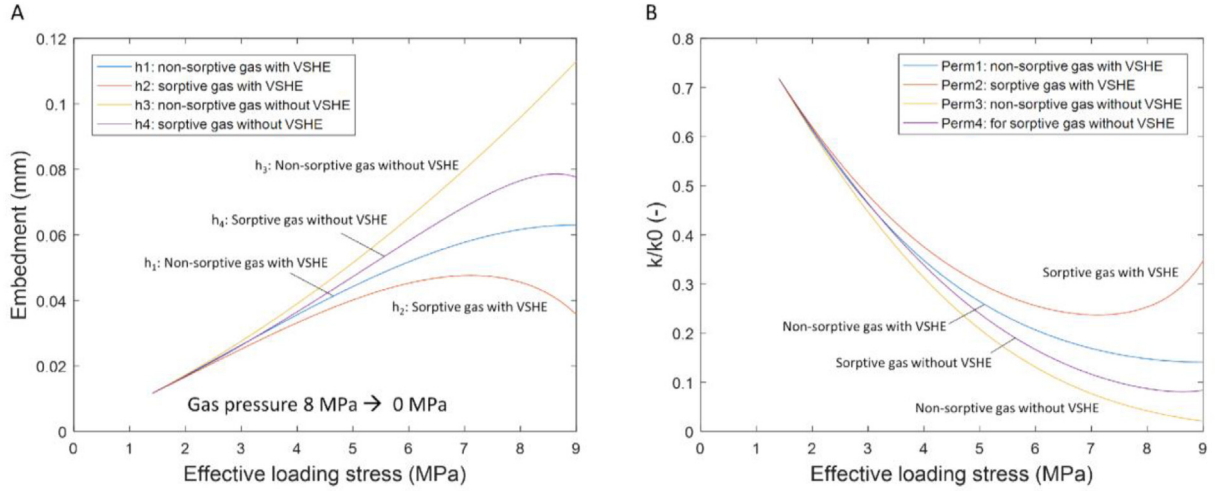 A
0.12
0.1
0.08
0.06
0.04
0.02
0
Embedment (mm)
h1: non-sorptive gas with VSHE
h2: sorptive gas with VSHE
h3: non-sorptive gas without VSHE
h4: sorptive gas without VSHE
h₃: Non-sorptive gas without VSHE
h₄: Sorptive gas without VSHE
h₁: Non-sorptive gas with VSHE
h₂: Sorptive gas with VSHE
Gas pressure 8 MPa → 0 MPa
0 1 2 3 4 5 6 7 8 9
Effective loading stress (MPa)
B
0.8
0.7
0.6
0.5
0.4
0.3
0.2
0.1
0
k/k0 (-)
Perm1: non-sorptive gas with VSHE
Perm2: sorptive gas with VSHE
Perm3: non-sorptive gas without VSHE
Perm4: for sorptive gas without VSHE
Sorptive gas with VSHE
Non-sorptive gas with VSHE
Sorptive gas without VSHE
Non-sorptive gas without VSHE
0 1 2 3 4 5 6 7 8 9
Effective loading stress (MPa)